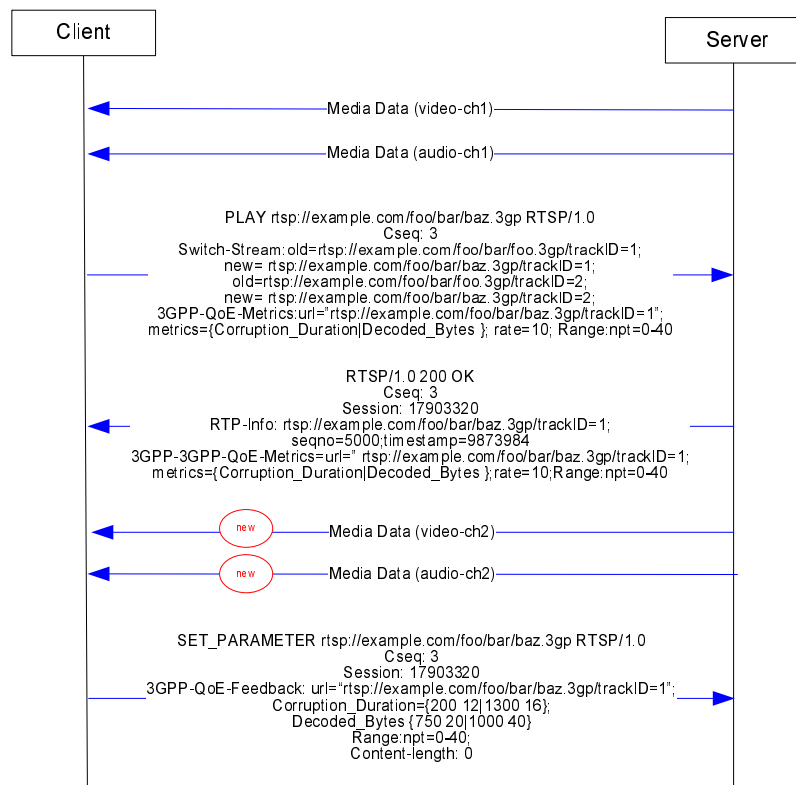 Client
Server
Media Data (video-ch1)
Media Data (audio-ch1)
PLAY rtsp://example.com/foo/bar/baz.3gp RTSP/1.0
Cseq: 3
Switch-Stream:old=rtsp://example.com/foo/bar/foo.3gp/trackID=1;
new= rtsp://example.com/foo/bar/baz.3gp/trackID=1;
old=rtsp://example.com/foo/bar/foo.3gp/trackID=2;
new= rtsp://example.com/foo/bar/baz.3gp/trackID=2;
3GPP-QoE-Metrics:url="rtsp://example.com/foo/bar/baz.3gp/trackID=1";
metrics={Corruption_Duration|Decoded_Bytes }; rate=10; Range:npt=0-40
RTSP/1.0 200 OK
Cseq: 3
Session: 17903320
RTP-Info: rtsp://example.com/foo/bar/baz.3gp/trackID=1;
seqno=5000;timestamp=9873984
3GPP-3GPP-QoE-Metrics=url=" rtsp://example.com/foo/bar/baz.3gp/trackID=1;
metrics={Corruption_Duration|Decoded_Bytes };rate=10;Range:npt=0-40
new
Media Data (video-ch2)
new
Media Data (audio-ch2)
SET_PARAMETER rtsp://example.com/foo/bar/baz.3gp RTSP/1.0
Cseq: 3
Session: 17903320
3GPP-QoE-Feedback: url="rtsp://example.com/foo/bar/baz.3gp/trackID=1";
Corruption_Duration={200 12|1300 16};
Decoded_Bytes {750 20|1000 40}
Range:npt=0-40;
Content-length: 0